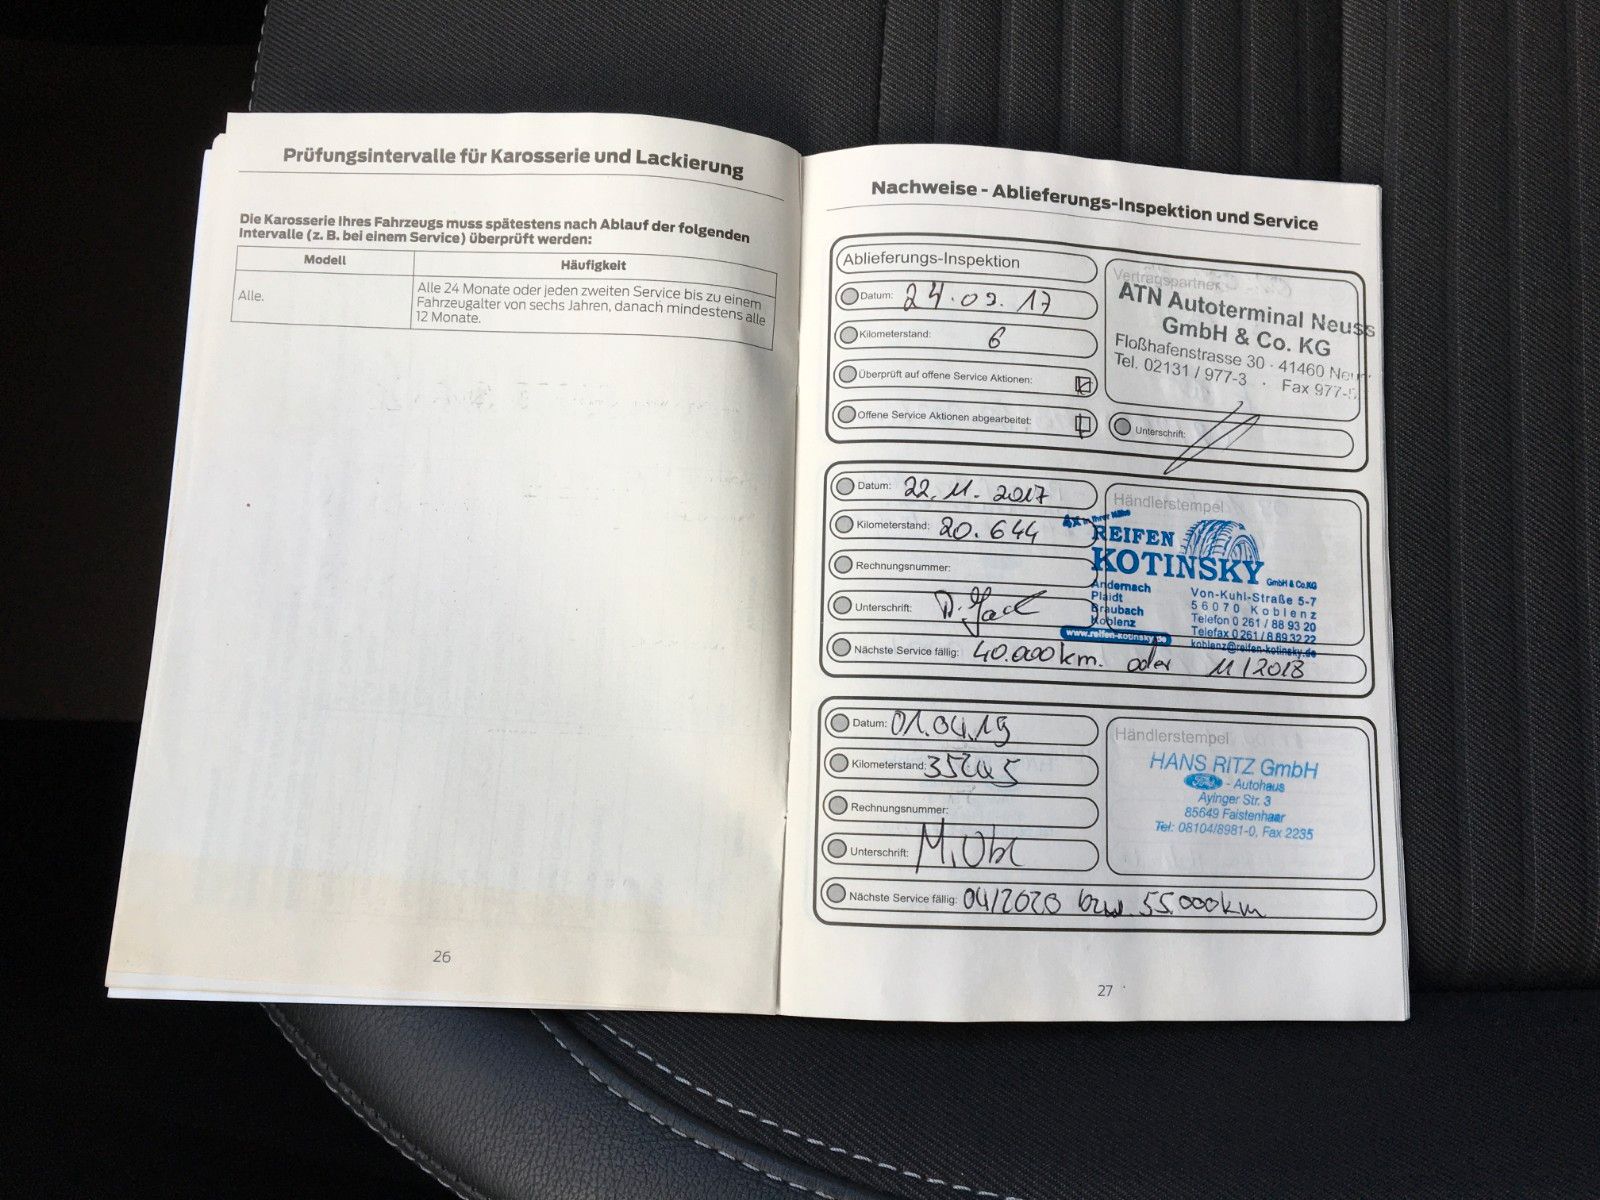 Prüfungsintervalle für Karosserie und Lackierung
Die Karosserie Ihres Fahrzeugs muss spätestens nach Ablauf der folgenden
Intervalle (z. B. bei einem Service) überprüft werden:
Modell Häufigkeit
Alle. Alle 24 Monate oder jeden zweiten Service bis zu einem
Fahrzeugalter von sechs Jahren, danach mindestens alle
12 Monate.
26
Nachweise - Ablieferungs-Inspektion und Service
Ablieferungs-Inspektion
Datum: 24.09.17
Kilometerstand: 6
Überprüft auf offene Service Aktionen:
Offene Service Aktionen abgearbeitet:
Vertragspartner
ATN Autoterminal Neuss
GmbH & Co. KG
Floßhafenstrasse 30 · 41460
Tel. 02131 / 977-3 · Fax 977-
Unterschrift:
Datum: 22.11.2017
Kilometerstand: 20.644
Rechnungsnummer:
Unterschrift:
Nächste Service fällig: 40.000 km. oder 11/2018
Händlerstempel
4x in Ihrer Nähe
REIFEN
KOTINSKY GmbH & Co.KG
Andernach
Plaidt
Braubach
Koblenz
www.reifen-kotinsky.de
Von-Kuhl-Straße 5-7
56070 Koblenz
Telefon 0 261 / 88 93 20
Telefax 0 261 / 8 89 32 22
koblenz@reifen-kotinsky.de
Datum: 01.04.19
Kilometerstand: 35245
Rechnungsnummer:
Unterschrift:
Nächste Service fällig: 04/2020 bzw. 55.000km
Händlerstempel
HANS RITZ GmbH
Ford - Autohaus
Ayinger Str. 3
85649 Faistenhaar
Tel: 08104/8981-0, Fax 2235
27